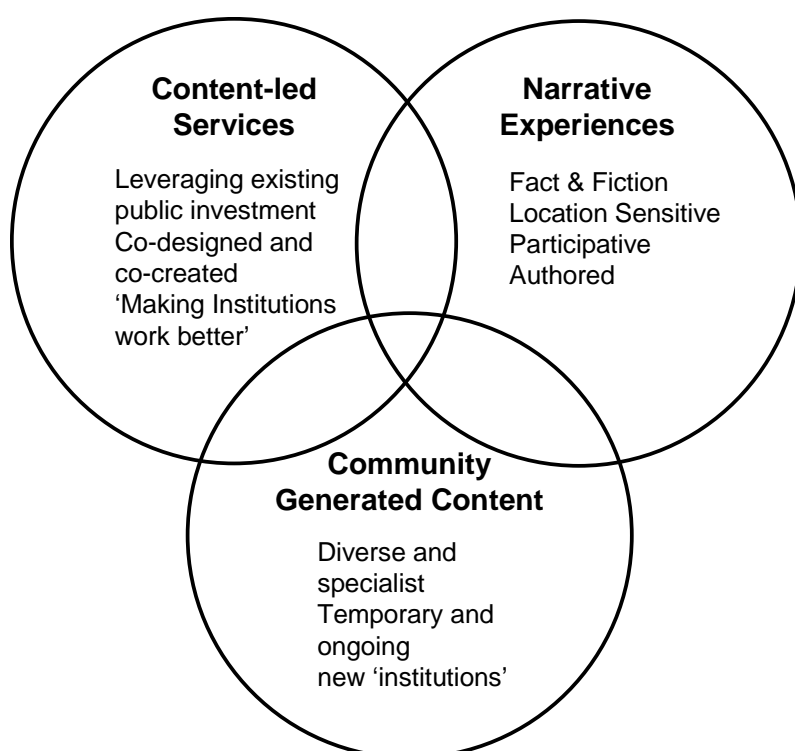 Content-led
Services
Leveraging existing
public investment
Co-designed and
co-created
‘Making Institutions
work better’
Narrative
Experiences
Fact & Fiction
Location Sensitive
Participative
Authored
Community
Generated Content
Diverse and
specialist
Temporary and
ongoing
new ‘institutions’